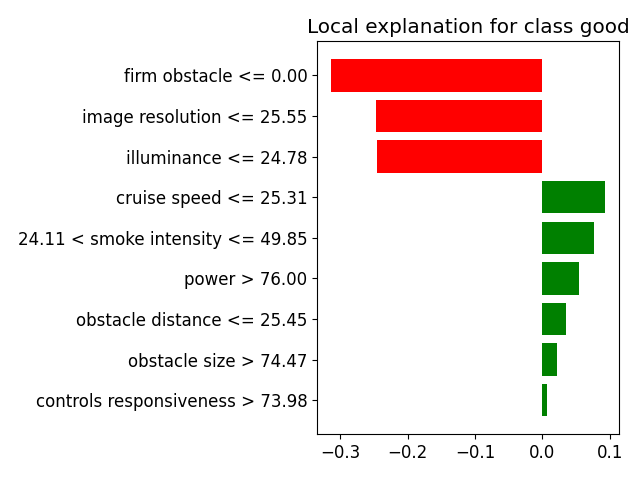 Local explanation for class good
firm obstacle <= 0.00
image resolution <= 25.55
illuminance <= 24.78
cruise speed <= 25.31
24.11 < smoke intensity <= 49.85
power > 76.00
obstacle distance <= 25.45
obstacle size > 74.47
controls responsiveness > 73.98
−0.3 −0.2 −0.1 0.0 0.1